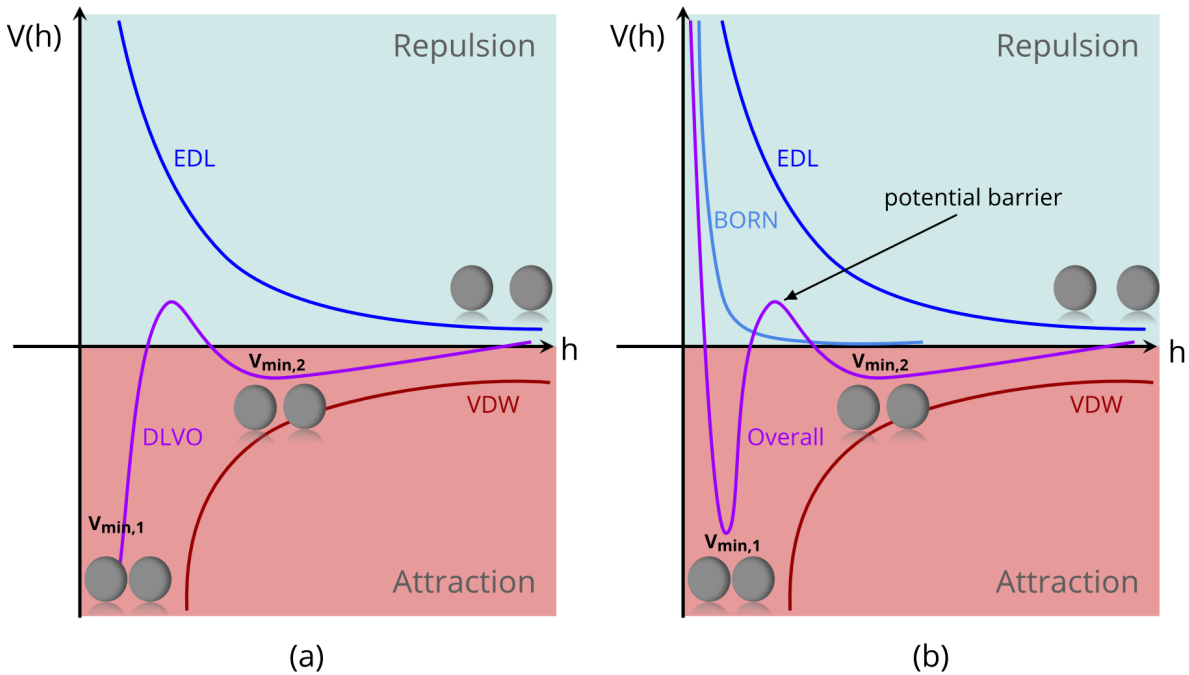 V(h)
Repulsion
EDL
h
Vmin,2
VDW
DLVO
Vmin,1
Attraction
(a)
V(h)
Repulsion
EDL
potential barrier
BORN
h
Vmin,2
VDW
Overall
Vmin,1
Attraction
(b)